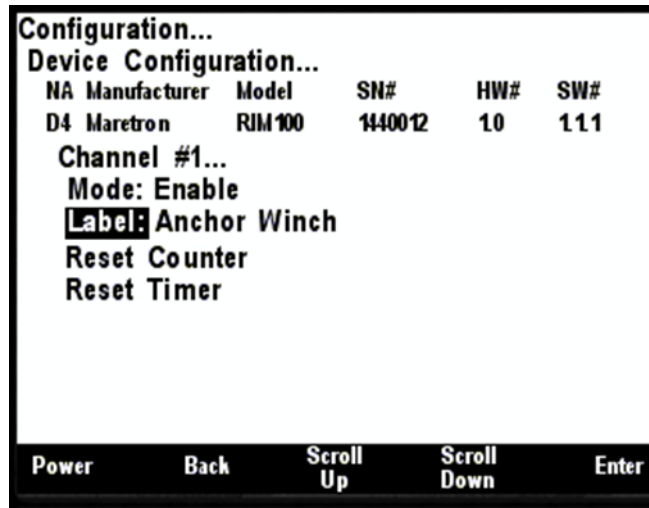 Configuration...
Device Configuration...
NA Manufacturer Model SN# HW# SW#
D4 Maretron RIM100 1440012 1.0 1.1.1
Channel #1...
Mode: Enable
Label: Anchor Winch
Reset Counter
Reset Timer
Power Back Scroll Up Scroll Down Enter